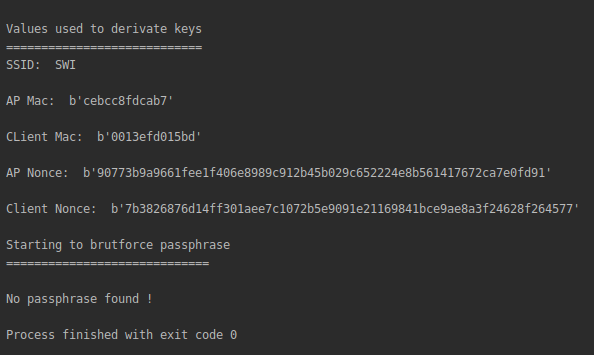 Values used to derivate keys
============================
SSID:  SWI
AP Mac:  b'cebcc8fdcab7'
CLient Mac:  b'0013efd015bd'
AP Nonce:  b'90773b9a9661fee1f406e8989c912b45b029c652224e8b561417672ca7e0fd91'
Client Nonce:  b'7b3826876d14ff301aee7c1072b5e9091e21169841bce9ae8a3f24628f264577'
Starting to brutforce passphrase
=============================
No passphrase found !
Process finished with exit code 0